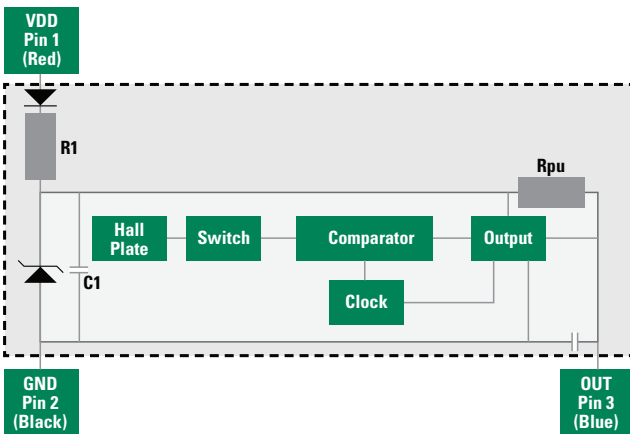 VDD
Pin 1
(Red)
R1
Rpu
Hall
Plate
Switch
Comparator
Output
C1
Clock
GND
Pin 2
(Black)
OUT
Pin 3
(Blue)